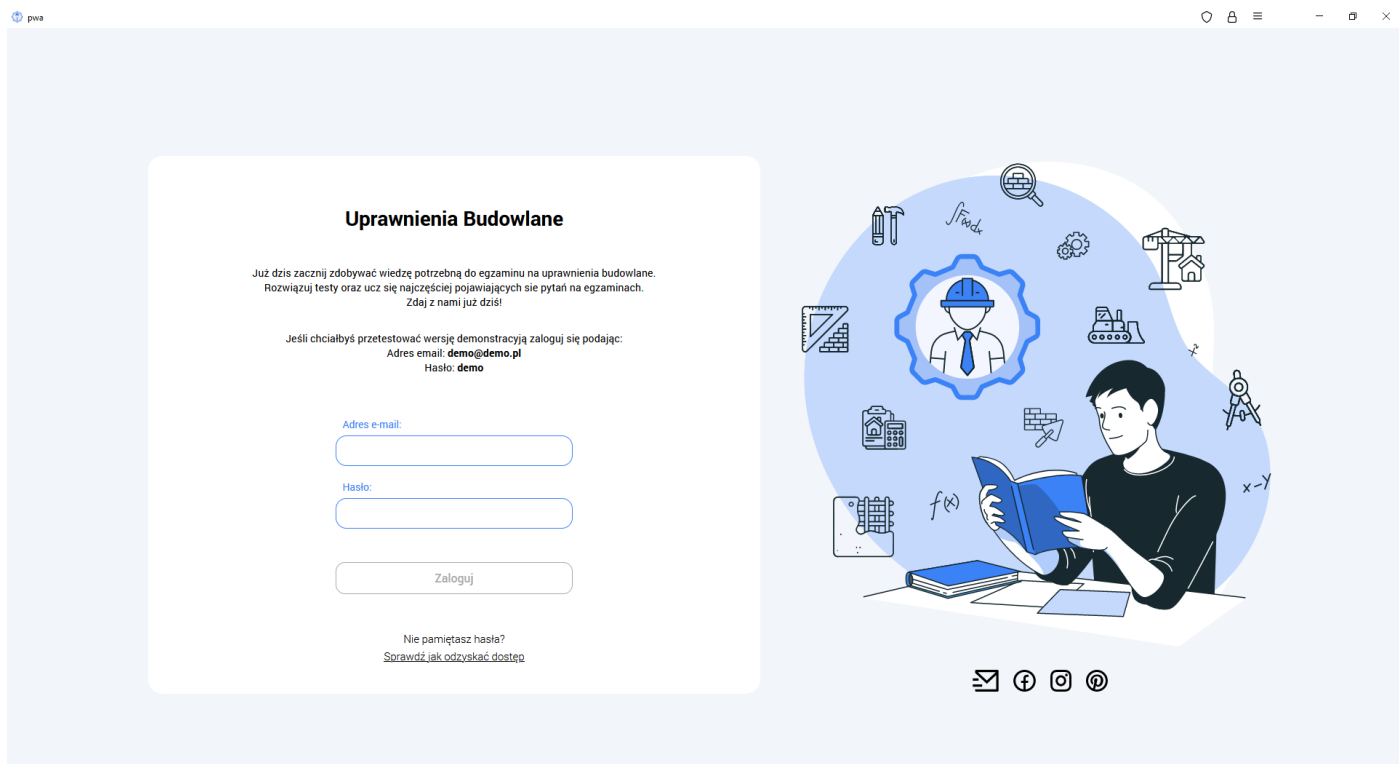 pwa
Uprawnienia Budowlane
Już dzis zacznij zdobywać wiedzę potrzebną do egzaminu na uprawnienia budowlane.
Rozwiązuj testy oraz ucz się najczęściej pojawiających sie pytań na egzaminach.
Zdaj z nami już dziś!
Jeśli chciałbyś przetestować wersję demonstracyją zaloguj się podając:
Adres email: demo@demo.pl
Hasło: demo
Adres e-mail:
Hasło:
Zaloguj
Nie pamiętasz hasła?
Sprawdź jak odzyskać dostęp
x²
f(x)
x-y